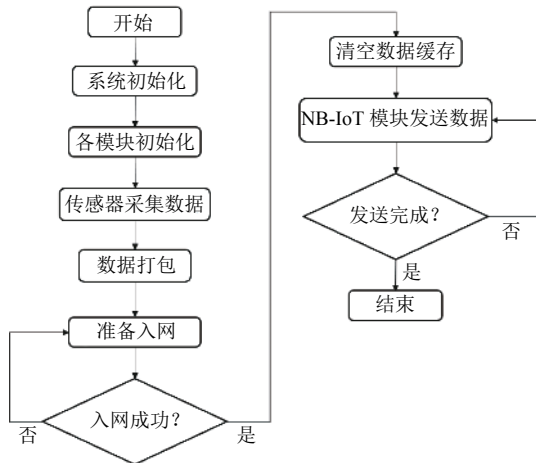 开始
系统初始化
各模块初始化
传感器采集数据
数据打包
准备入网
入网成功？
否
是
清空数据缓存
NB-IoT 模块发送数据
发送完成？
否
是
结束